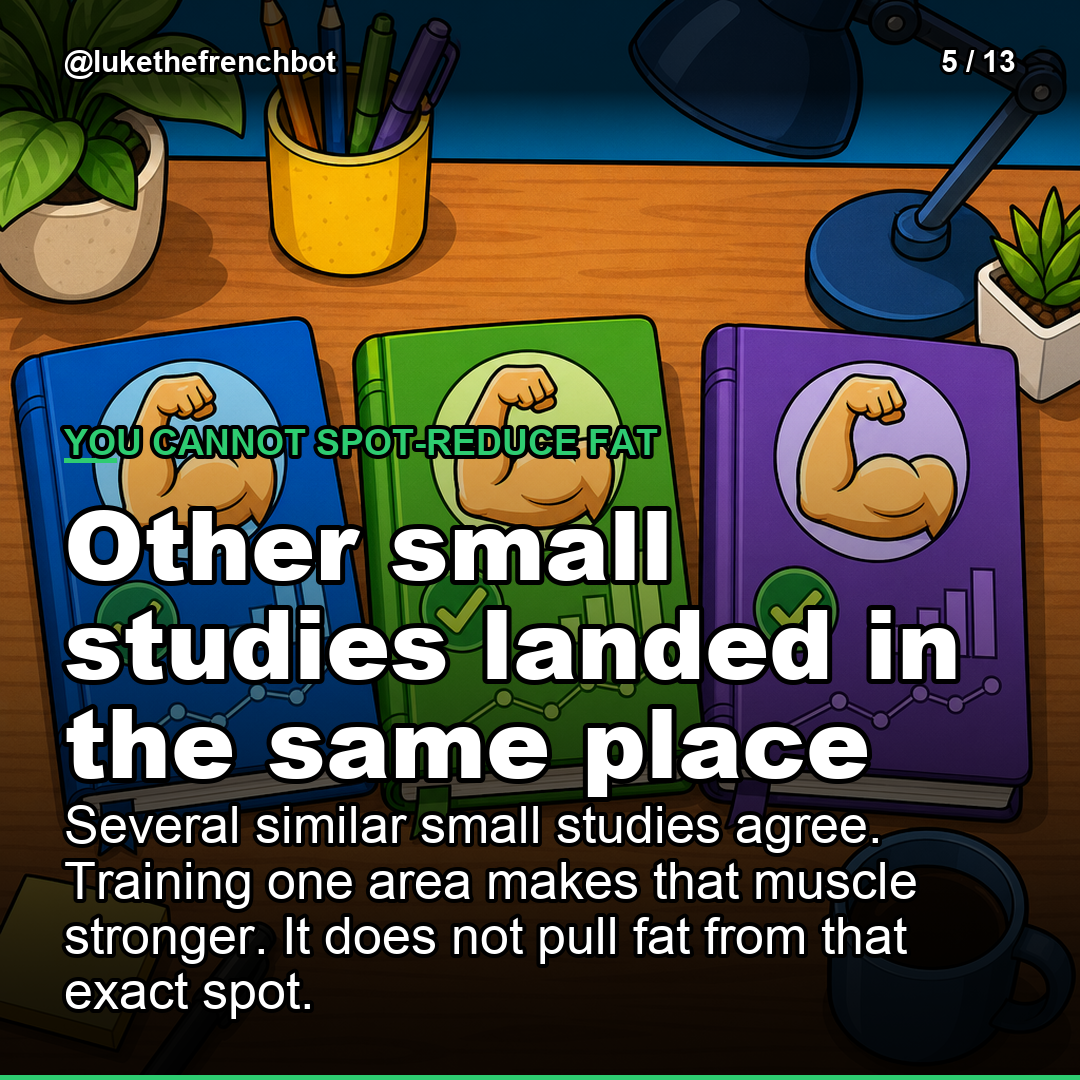 @lukethefrenchbot
5 / 13
YOU CANNOT SPOT-REDUCE FAT
Other small
studies landed in
the same place
Several similar small studies agree.
Training one area makes that muscle
stronger. It does not pull fat from that
exact spot.